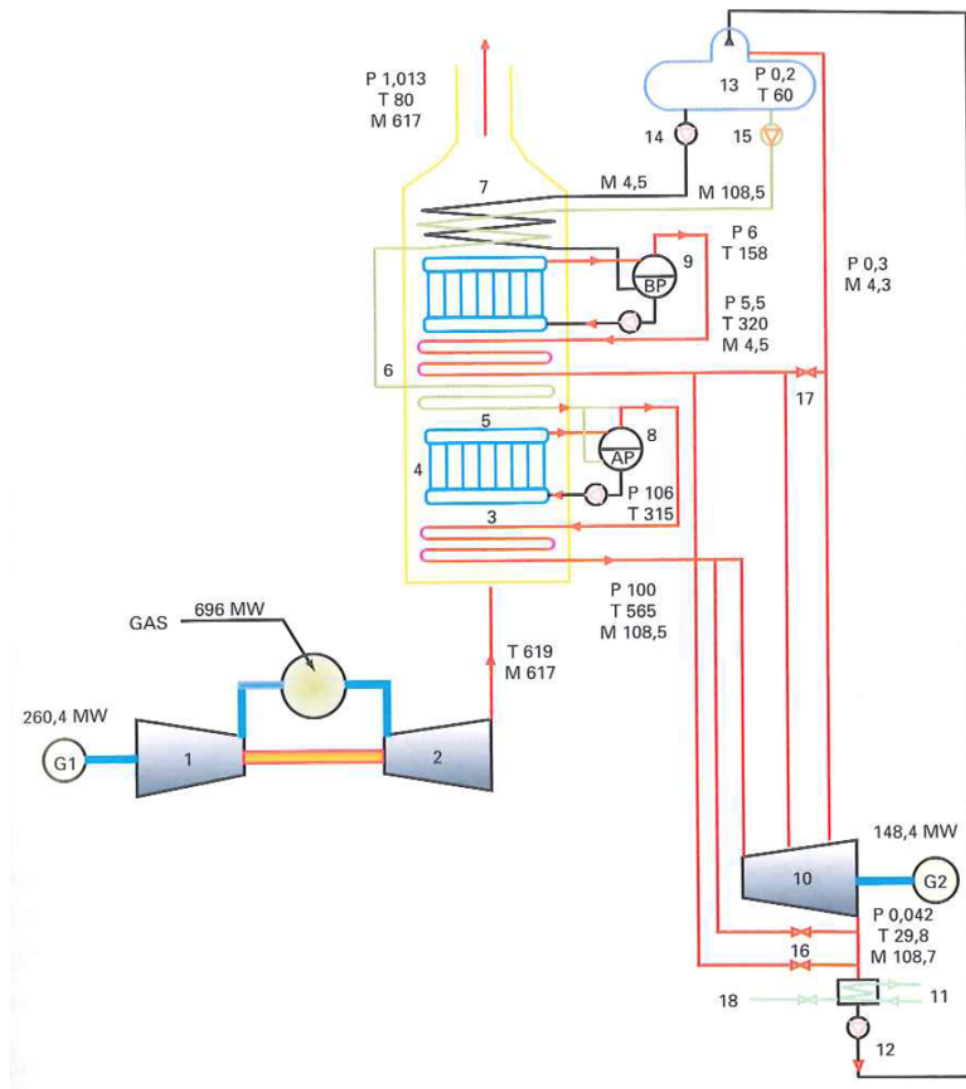 P 1,013
T 80
M 617
13
P 0,2
T 60
14
15
7
M 4,5
M 108,5
P 6
T 158
9
BP
P 0,3
M 4,3
P 5,5
T 320
M 4,5
6
17
5
8
4
AP
P 106
T 315
3
P 100
T 565
M 108,5
GAS
696 MW
T 619
M 617
260,4 MW
G1
1
2
148,4 MW
10
G2
P 0,042
T 29,8
M 108,7
16
18
11
12